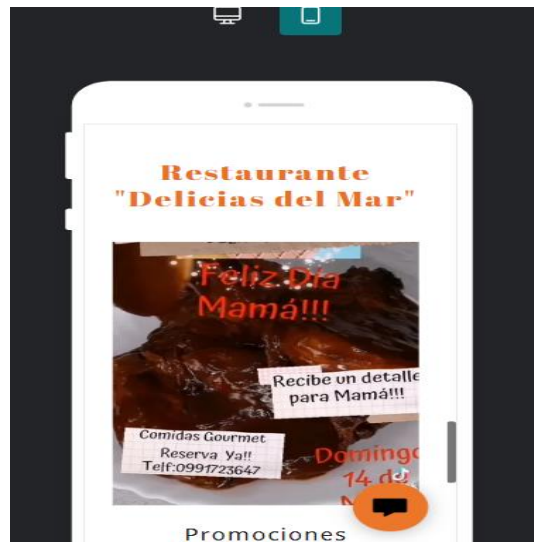 Restaurante
"Delicias del Mar"
Feliz Día
Mamá!!!
Recibe un detalle
para Mamá!!!
Comidas Gourmet
Reserva Ya!!
Telf:0991723647
Domingo
14 de
Promociones